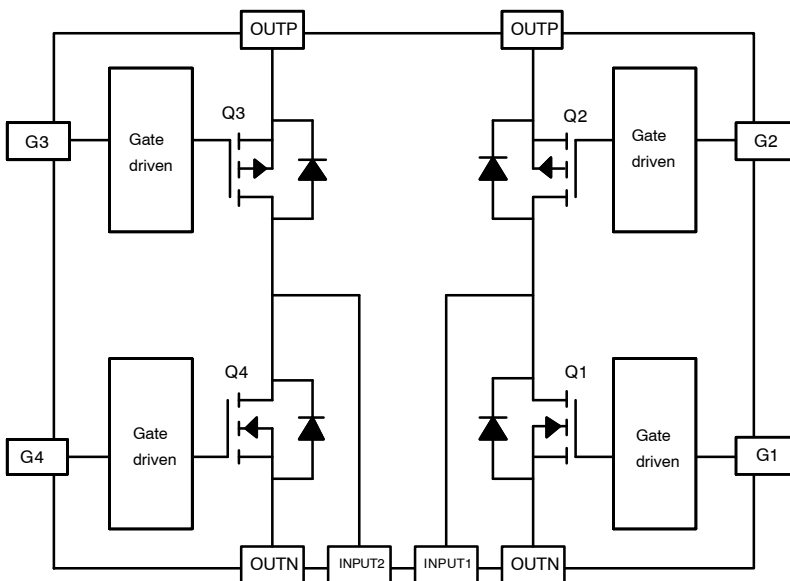 OUTP
OUTP
Q3
Q2
G3
Gate
driven
Gate
driven
G2
Q4
Q1
G4
Gate
driven
Gate
driven
G1
OUTN
INPUT2
INPUT1
OUTN